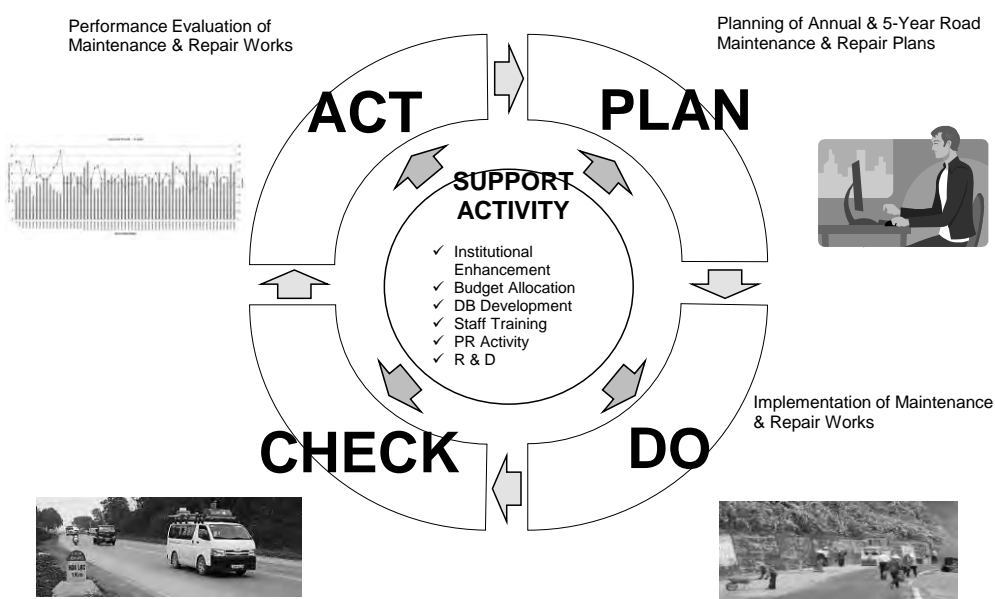 Performance Evaluation of
Maintenance & Repair Works
Planning of Annual & 5-Year Road
Maintenance & Repair Plans
ACT
PLAN
SUPPORT
ACTIVITY
✓ Institutional
Enhancement
✓ Budget Allocation
✓ DB Development
✓ Staff Training
✓ PR Activity
✓ R & D
Implementation of Maintenance
& Repair Works
CHECK
DO